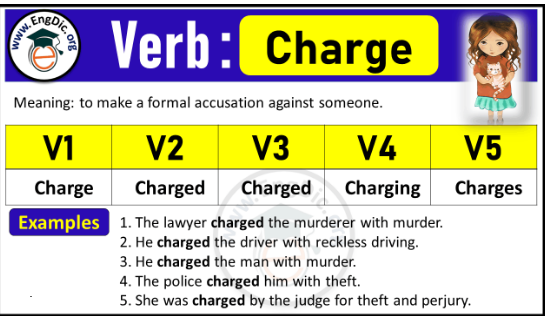 www.EngDic.org
Verb: Charge
Meaning: to make a formal accusation against someone.
V1 V2 V3 V4 V5
Charge Charged Charged Charging Charges
Examples
1. The lawyer charged the murderer with murder.
2. He charged the driver with reckless driving.
3. He charged the man with murder.
4. The police charged him with theft.
5. She was charged by the judge for theft and perjury.